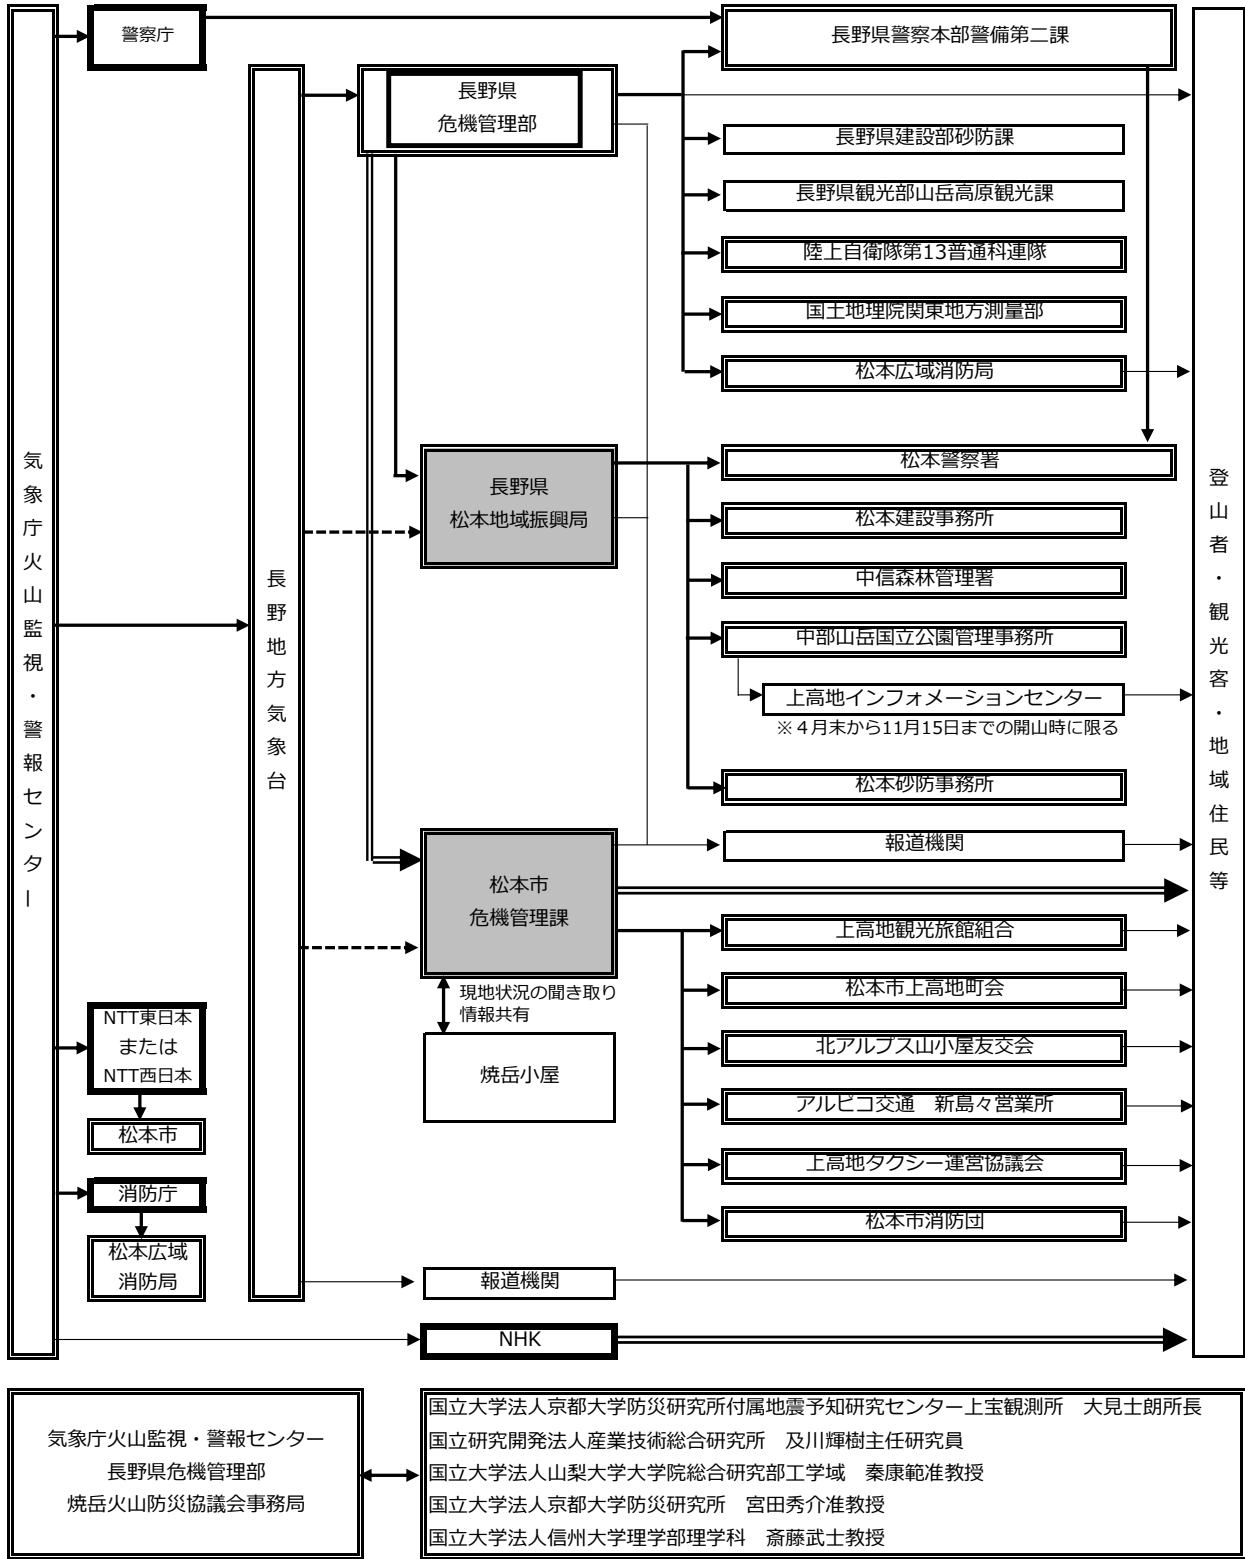 警察庁
長野県警察本部警備第二課
長野県
危機管理部
長野県建設部砂防課
長野県観光部山岳高原観光課
陸上自衛隊第13普通科連隊
国土地理院関東地方測量部
松本広域消防局
気象庁火山監視・警報センター
長野地方気象台
長野県
松本地域振興局
松本警察署
松本建設事務所
中信森林管理署
中部山岳国立公園管理事務所
上高地インフォメーションセンター
※４月末から11月15日までの開山時に限る
松本砂防事務所
報道機関
登山者・観光客・地域住民等
松本市
危機管理課
上高地観光旅館組合
現地状況の聞き取り
情報共有
松本市上高地町会
焼岳小屋
北アルプス山小屋友交会
アルピコ交通　新島々営業所
上高地タクシー運営協議会
松本市消防団
NTT東日本
または
NTT西日本
松本市
消防庁
松本広域
消防局
報道機関
NHK
気象庁火山監視・警報センター
長野県危機管理部
焼岳火山防災協議会事務局
国立大学法人京都大学防災研究所付属地震予知研究センター上宝観測所　大見士朗所長
国立研究開発法人産業技術総合研究所　及川輝樹主任研究員
国立大学法人山梨大学大学院総合研究部工学域　秦康範准教授
国立大学法人京都大学防災研究所　宮田秀介准教授
国立大学法人信州大学理学部理学科　斎藤武士教授